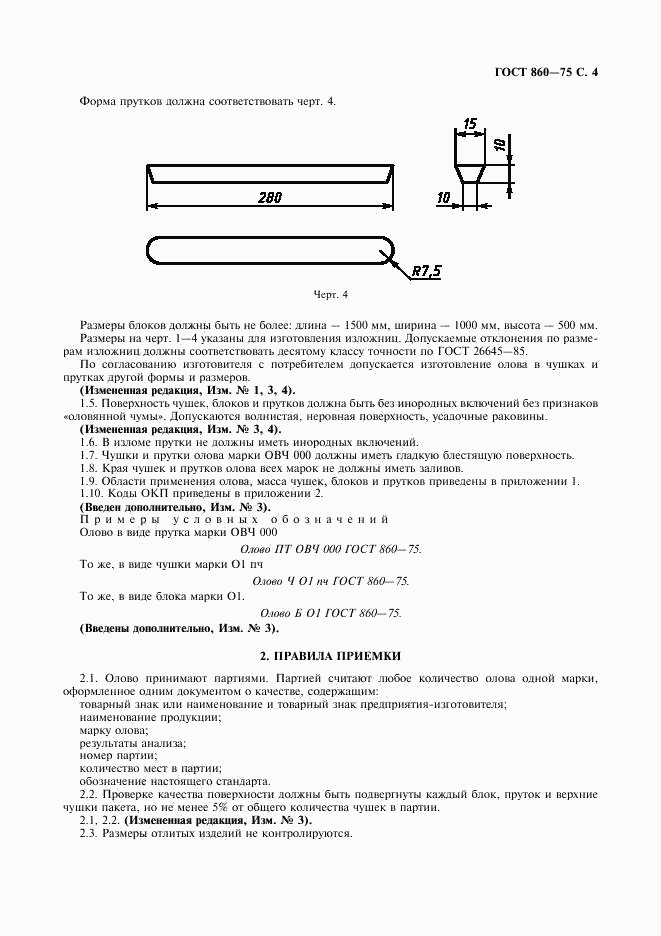 ГОСТ 860—75 С. 4
Форма прутков должна соответствовать черт. 4.
15
10
280
10
R7,5
Черт. 4
Размеры блоков должны быть не более: длина — 1500 мм, ширина — 1000 мм, высота — 500 мм.
Размеры на черт. 1—4 указаны для изготовления изложниц. Допускаемые отклонения по разме-
рам изложниц должны соответствовать десятому классу точности по ГОСТ 26645—85.
По согласованию изготовителя с потребителем допускается изготовление олова в чушках и
прутках другой формы и размеров.
(Измененная редакция, Изм. № 1, 3, 4).
1.5. Поверхность чушек, блоков и прутков должна быть без инородных включений без признаков
«оловянной чумы». Допускаются волнистая, неровная поверхность, усадочные раковины.
(Измененная редакция, Изм. № 3, 4).
1.6. В изломе прутки не должны иметь инородных включений.
1.7. Чушки и прутки олова марки ОВЧ 000 должны иметь гладкую блестящую поверхность.
1.8. Края чушек и прутков олова всех марок не должны иметь заливов.
1.9. Области применения олова, масса чушек, блоков и прутков приведены в приложении 1.
1.10. Коды ОКП приведены в приложении 2.
(Введен дополнительно, Изм. № 3).
Примеры условных обозначений
Олово в виде прутка марки ОВЧ 000
Олово ПТ ОВЧ 000 ГОСТ 860—75.
То же, в виде чушки марки О1 пч
Олово Ч О1 пч ГОСТ 860—75.
То же, в виде блока марки О1.
Олово Б О1 ГОСТ 860—75.
(Введены дополнительно, Изм. № 3).
2. ПРАВИЛА ПРИЕМКИ
2.1. Олово принимают партиями. Партией считают любое количество олова одной марки,
оформленное одним документом о качестве, содержащим:
товарный знак или наименование и товарный знак предприятия-изготовителя;
наименование продукции;
марку олова;
результаты анализа;
номер партии;
количество мест в партии;
обозначение настоящего стандарта.
2.2. Проверке качества поверхности должны быть подвергнуты каждый блок, пруток и верхние
чушки пакета, но не менее 5% от общего количества чушек в партии.
2.1, 2.2. (Измененная редакция, Изм. № 3).
2.3. Размеры отлитых изделий не контролируются.